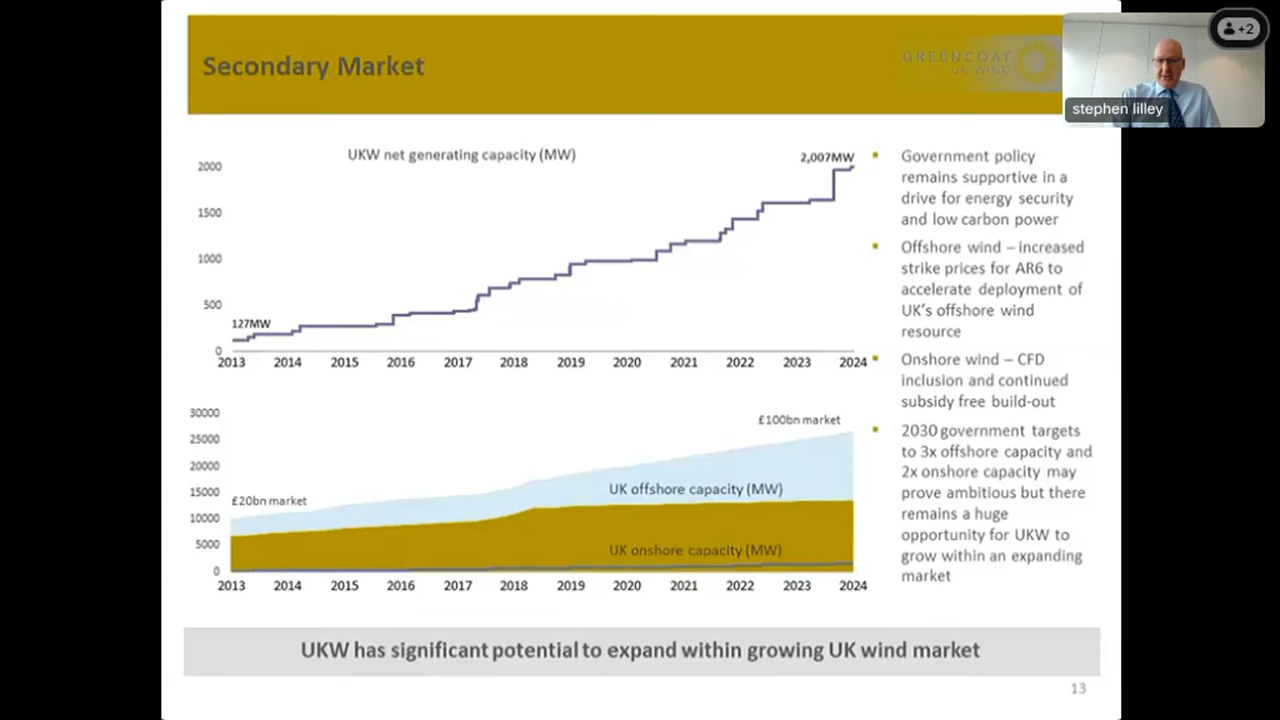 Secondary Market
GREENCOAT
UK WIND
+2
stephen lilley
UKW net generating capacity (MW)
2,007MW
2000
1500
1000
500
127MW
0
2013 2014 2015 2016 2017 2018 2019 2020 2021 2022 2023 2024
30000
£100bn market
25000
20000
15000
UK offshore capacity (MW)
£20bn market
10000
5000
UK onshore capacity (MW)
0
2013 2014 2015 2016 2017 2018 2019 2020 2021 2022 2023 2024
Government policy
remains supportive in a
drive for energy security
and low carbon power
Offshore wind – increased
strike prices for AR6 to
accelerate deployment of
UK's offshore wind
resource
Onshore wind – CFD
inclusion and continued
subsidy free build-out
2030 government targets
to 3x offshore capacity and
2x onshore capacity may
prove ambitious but there
remains a huge
opportunity for UKW to
grow within an expanding
market
UKW has significant potential to expand within growing UK wind market
13